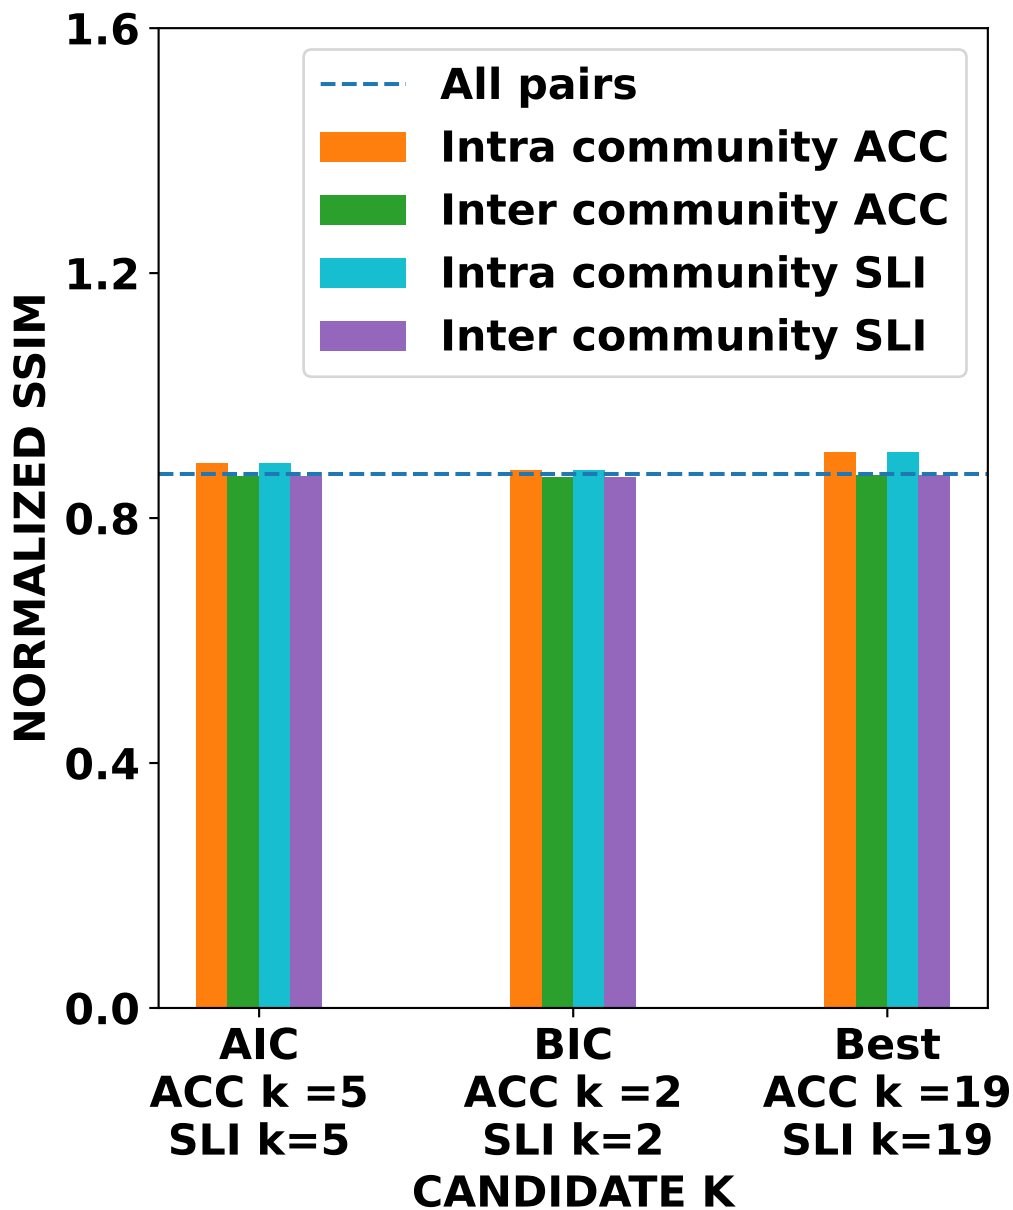 1.6
1.2
0.8
0.4
0.0
NORMALIZED SSIM
All pairs
Intra community ACC
Inter community ACC
Intra community SLI
Inter community SLI
AIC
ACC k =5
SLI k=5
BIC
ACC k =2
SLI k=2
Best
ACC k =19
SLI k=19
CANDIDATE K